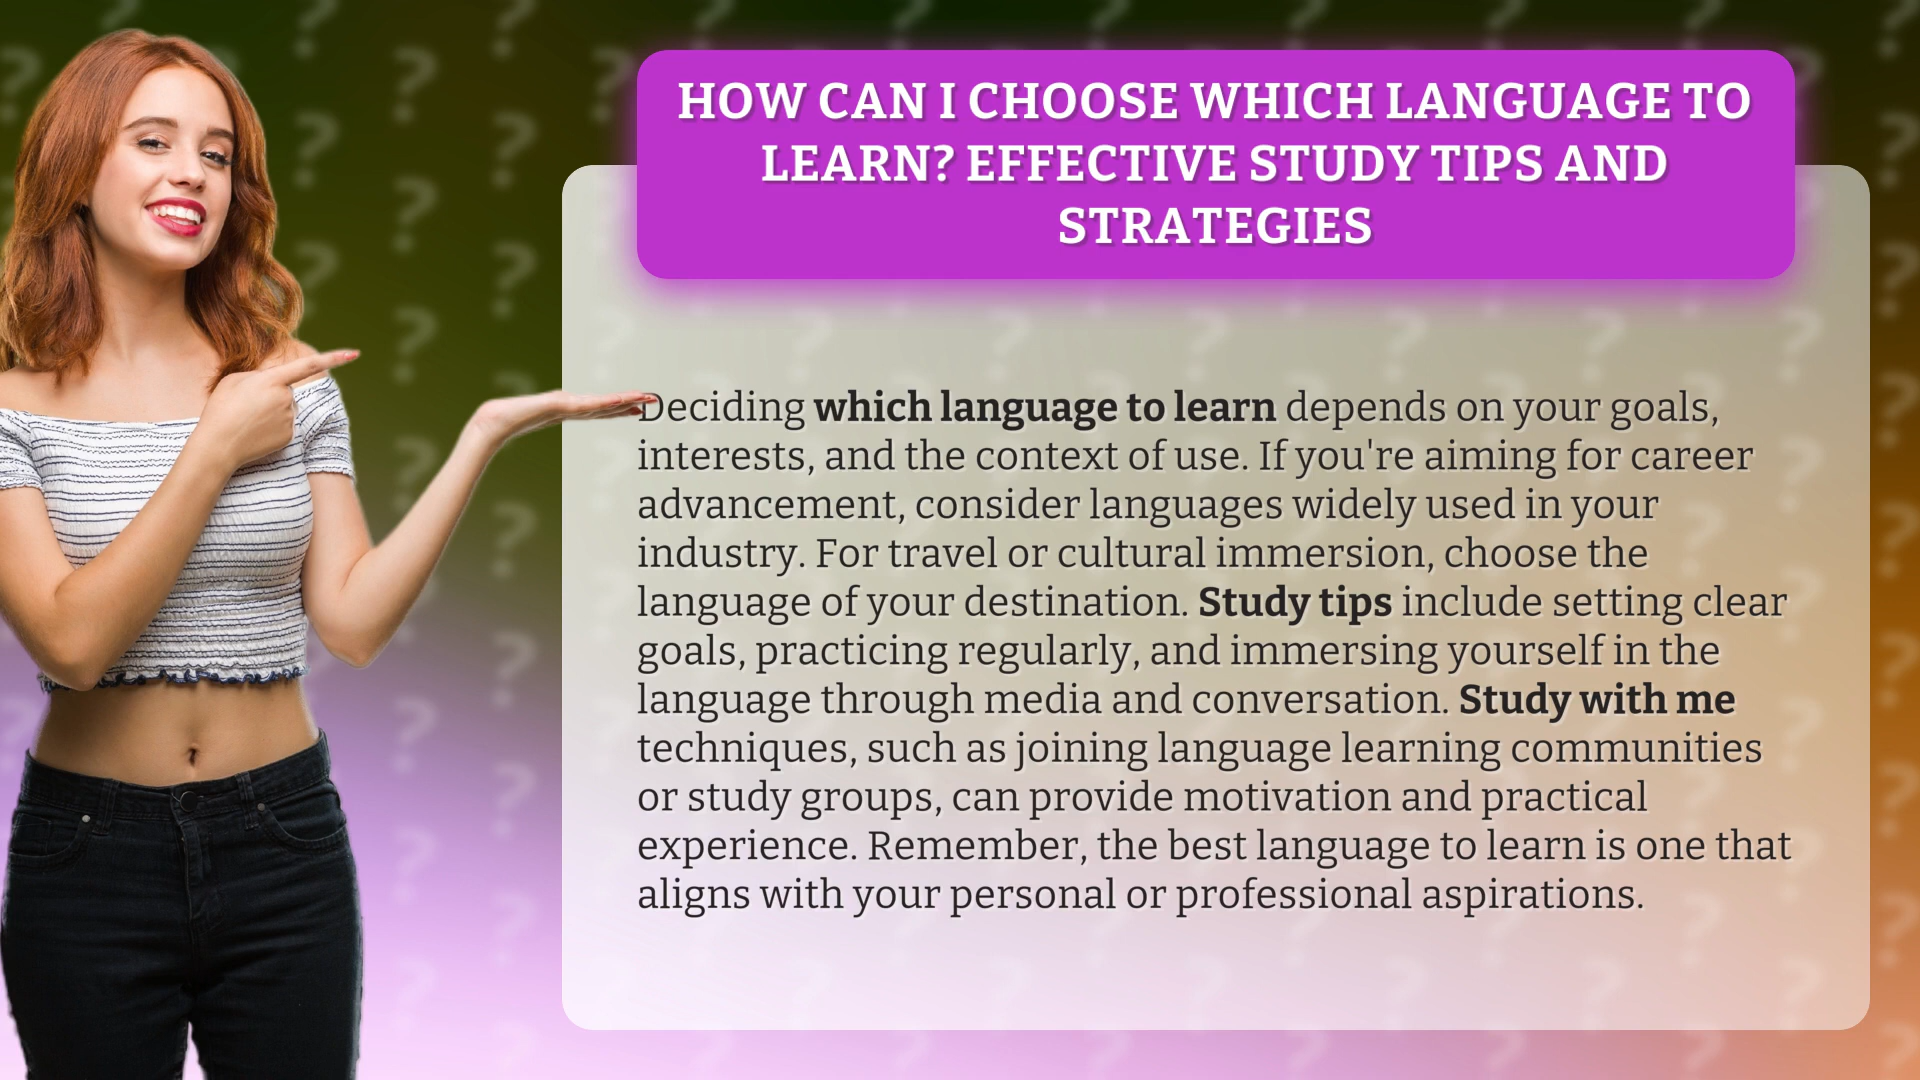 HOW CAN I CHOOSE WHICH LANGUAGE TO
LEARN? EFFECTIVE STUDY TIPS AND
STRATEGIES
Deciding which language to learn depends on your goals,
interests, and the context of use. If you're aiming for career
advancement, consider languages widely used in your
industry. For travel or cultural immersion, choose the
language of your destination. Study tips include setting clear
goals, practicing regularly, and immersing yourself in the
language through media and conversation. Study with me
techniques, such as joining language learning communities
or study groups, can provide motivation and practical
experience. Remember, the best language to learn is one that
aligns with your personal or professional aspirations.